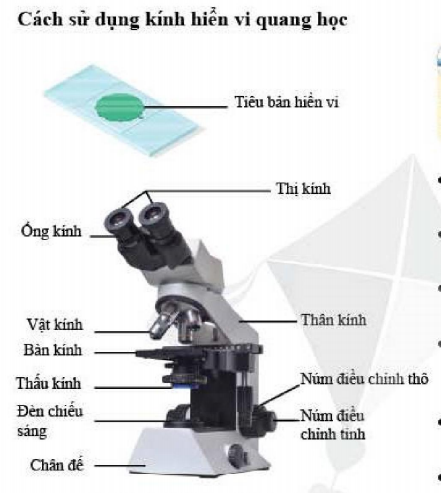 Cách sử dụng kính hiển vi quang học
Tiêu bản hiển vi
Thị kính
Ống kính
Vật kính
Thân kính
Bàn kính
Thấu kính
Núm điều chỉnh thô
Đèn chiếu
sáng
Núm điều
chỉnh tinh
Chân đế